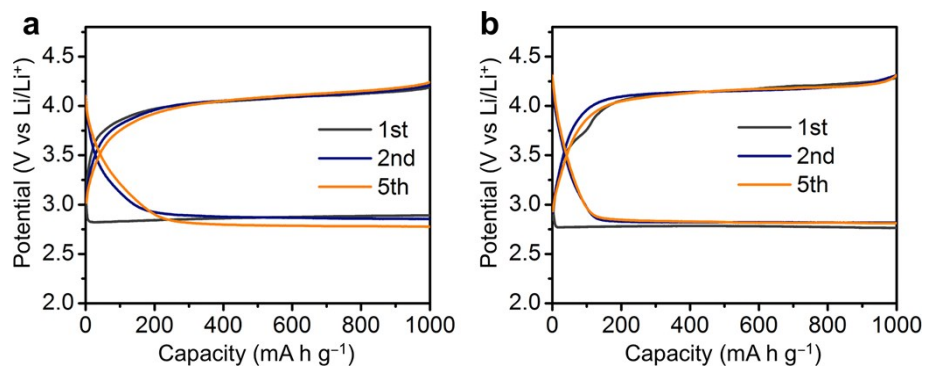 a
4.5
4.0
3.5
3.0
2.5
2.0
Potential (V vs Li/Li⁺)
1st
2nd
5th
0 200 400 600 800 1000
Capacity (mA h g⁻¹)
b
4.5
4.0
3.5
3.0
2.5
2.0
Potential (V vs Li/Li⁺)
1st
2nd
5th
0 200 400 600 800 1000
Capacity (mA h g⁻¹)